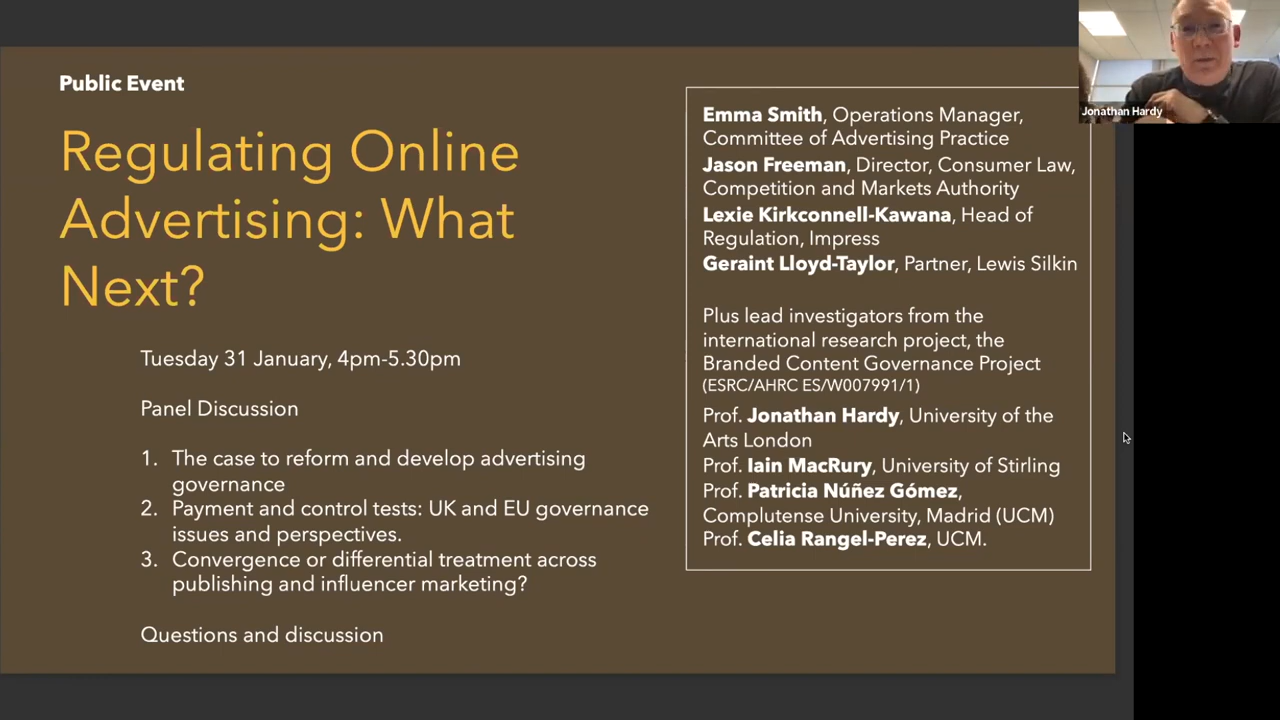 Public Event
Regulating Online
Advertising: What
Next?
Tuesday 31 January, 4pm-5.30pm
Panel Discussion
1. The case to reform and develop advertising
governance
2. Payment and control tests: UK and EU governance
issues and perspectives.
3. Convergence or differential treatment across
publishing and influencer marketing?
Questions and discussion
Emma Smith, Operations Manager,
Committee of Advertising Practice
Jason Freeman, Director, Consumer Law,
Competition and Markets Authority
Lexie Kirkconnell-Kawana, Head of
Regulation, Impress
Geraint Lloyd-Taylor, Partner, Lewis Silkin
Plus lead investigators from the
international research project, the
Branded Content Governance Project
(ESRC/AHRC ES/W007991/1)
Prof. Jonathan Hardy, University of the
Arts London
Prof. Iain MacRury, University of Stirling
Prof. Patricia Núñez Gómez,
Complutense University, Madrid (UCM)
Prof. Celia Rangel-Perez, UCM.
Jonathan Hardy